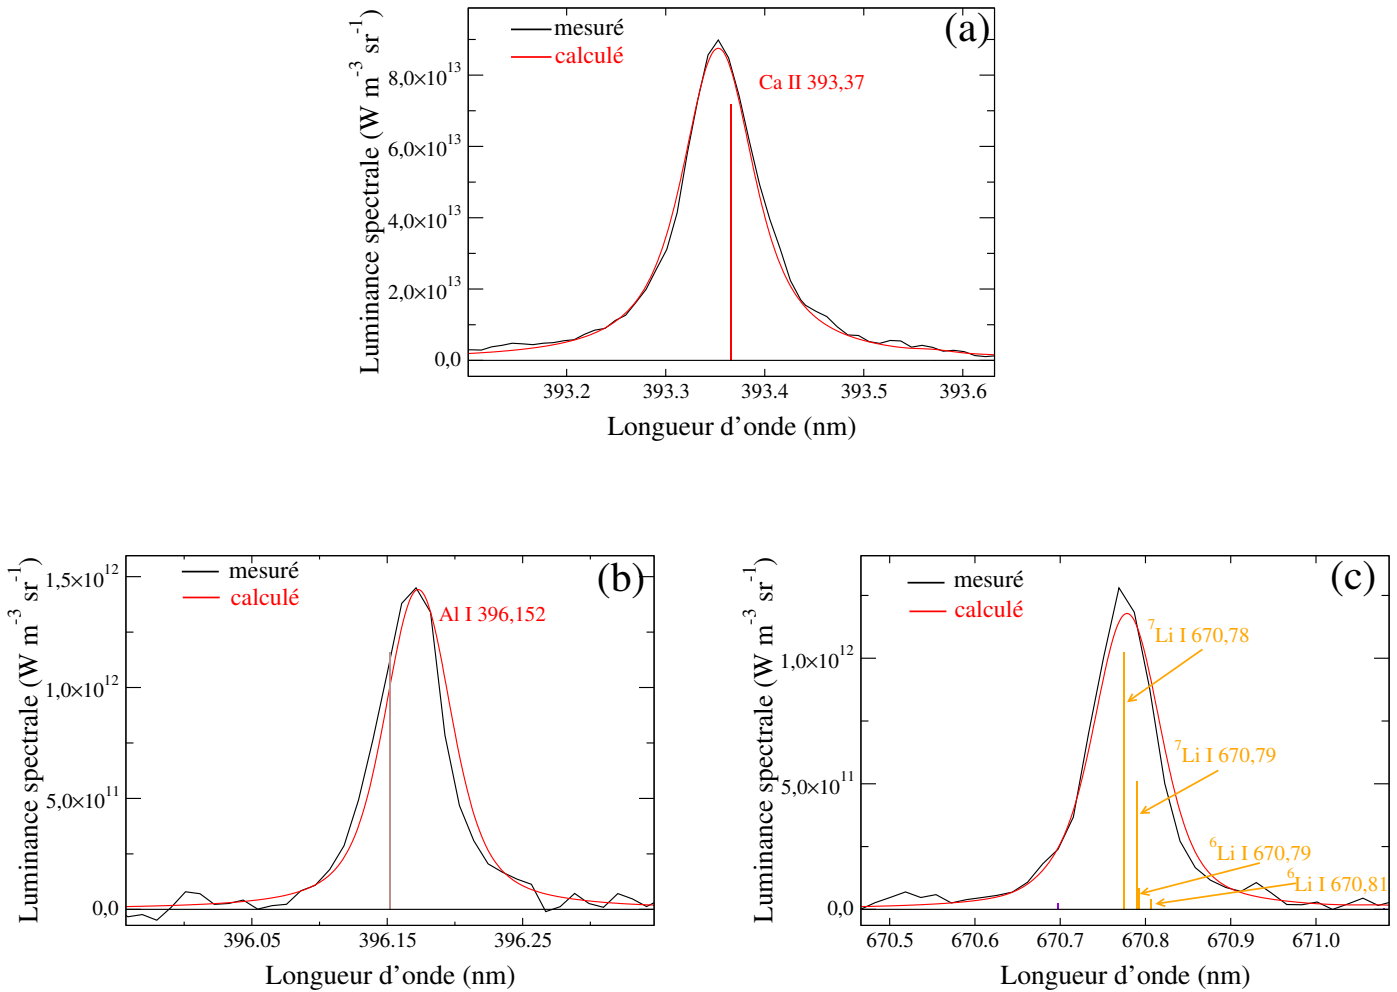 (a)
mesuré
calculé
Ca II 393,37
Luminance spectrale (W m⁻³ sr⁻¹)
8,0×10¹³
6,0×10¹³
4,0×10¹³
2,0×10¹³
0,0
393.2 393.3 393.4 393.5 393.6
Longueur d'onde (nm)
(b)
mesuré
calculé
Al I 396,152
Luminance spectrale (W m⁻³ sr⁻¹)
1,5×10¹²
1,0×10¹²
5,0×10¹¹
0,0
396.05 396.15 396.25
Longueur d'onde (nm)
(c)
mesuré
calculé
⁷Li I 670,78
⁷Li I 670,79
⁶Li I 670,79
⁶Li I 670,81
Luminance spectrale (W m⁻³ sr⁻¹)
1,0×10¹²
5,0×10¹¹
0,0
670.5 670.6 670.7 670.8 670.9 671.0
Longueur d'onde (nm)